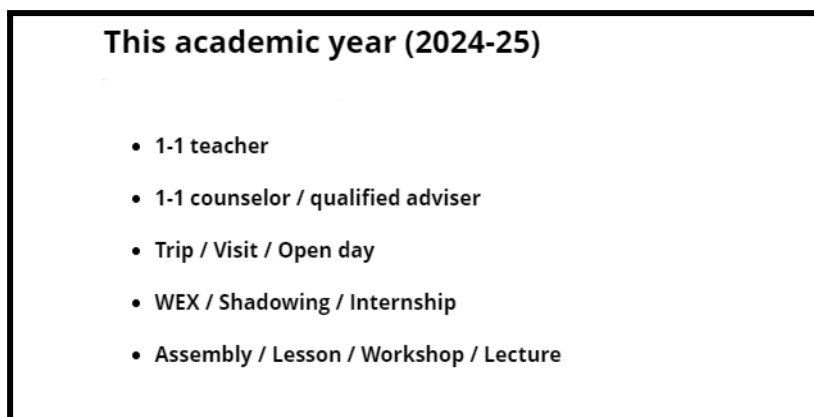 This academic year (2024-25)
• 1-1 teacher
• 1-1 counselor / qualified adviser
• Trip / Visit / Open day
• WEX / Shadowing / Internship
• Assembly / Lesson / Workshop / Lecture